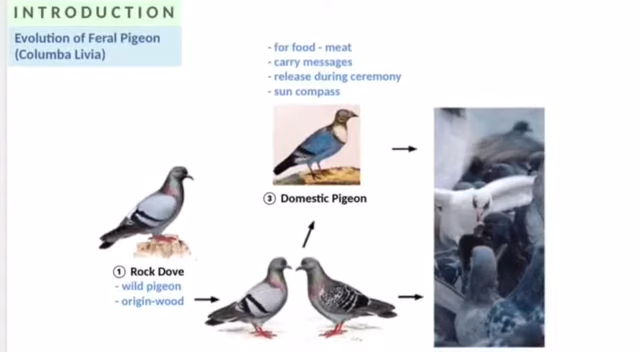 INTRODUCTION
Evolution of Feral Pigeon
(Columba Livia)
- for food - meat
- carry messages
- release during ceremony
- sun compass
③ Domestic Pigeon
① Rock Dove
- wild pigeon
- origin-wood